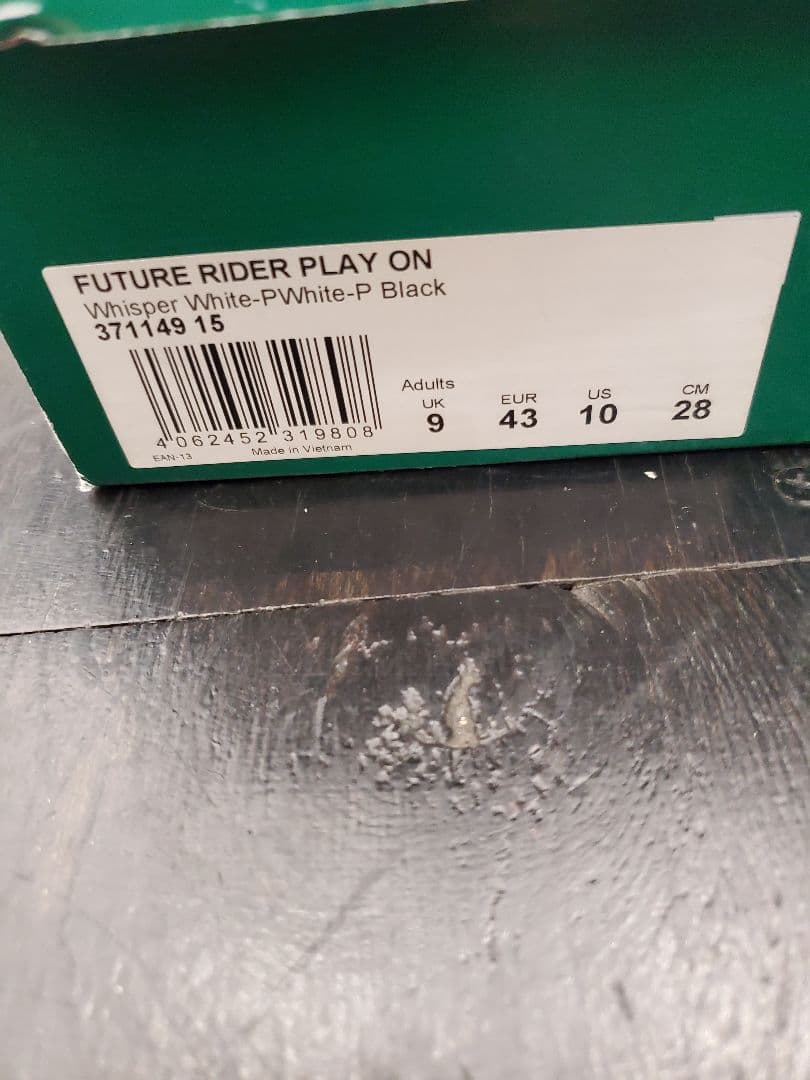 FUTURE RIDER PLAY ON
Whisper White-PWhite-P Black
371149 15
4 062452 319808
EAN-13
Made in Vietnam
Adults
UK EUR US CM
9 43 10 28